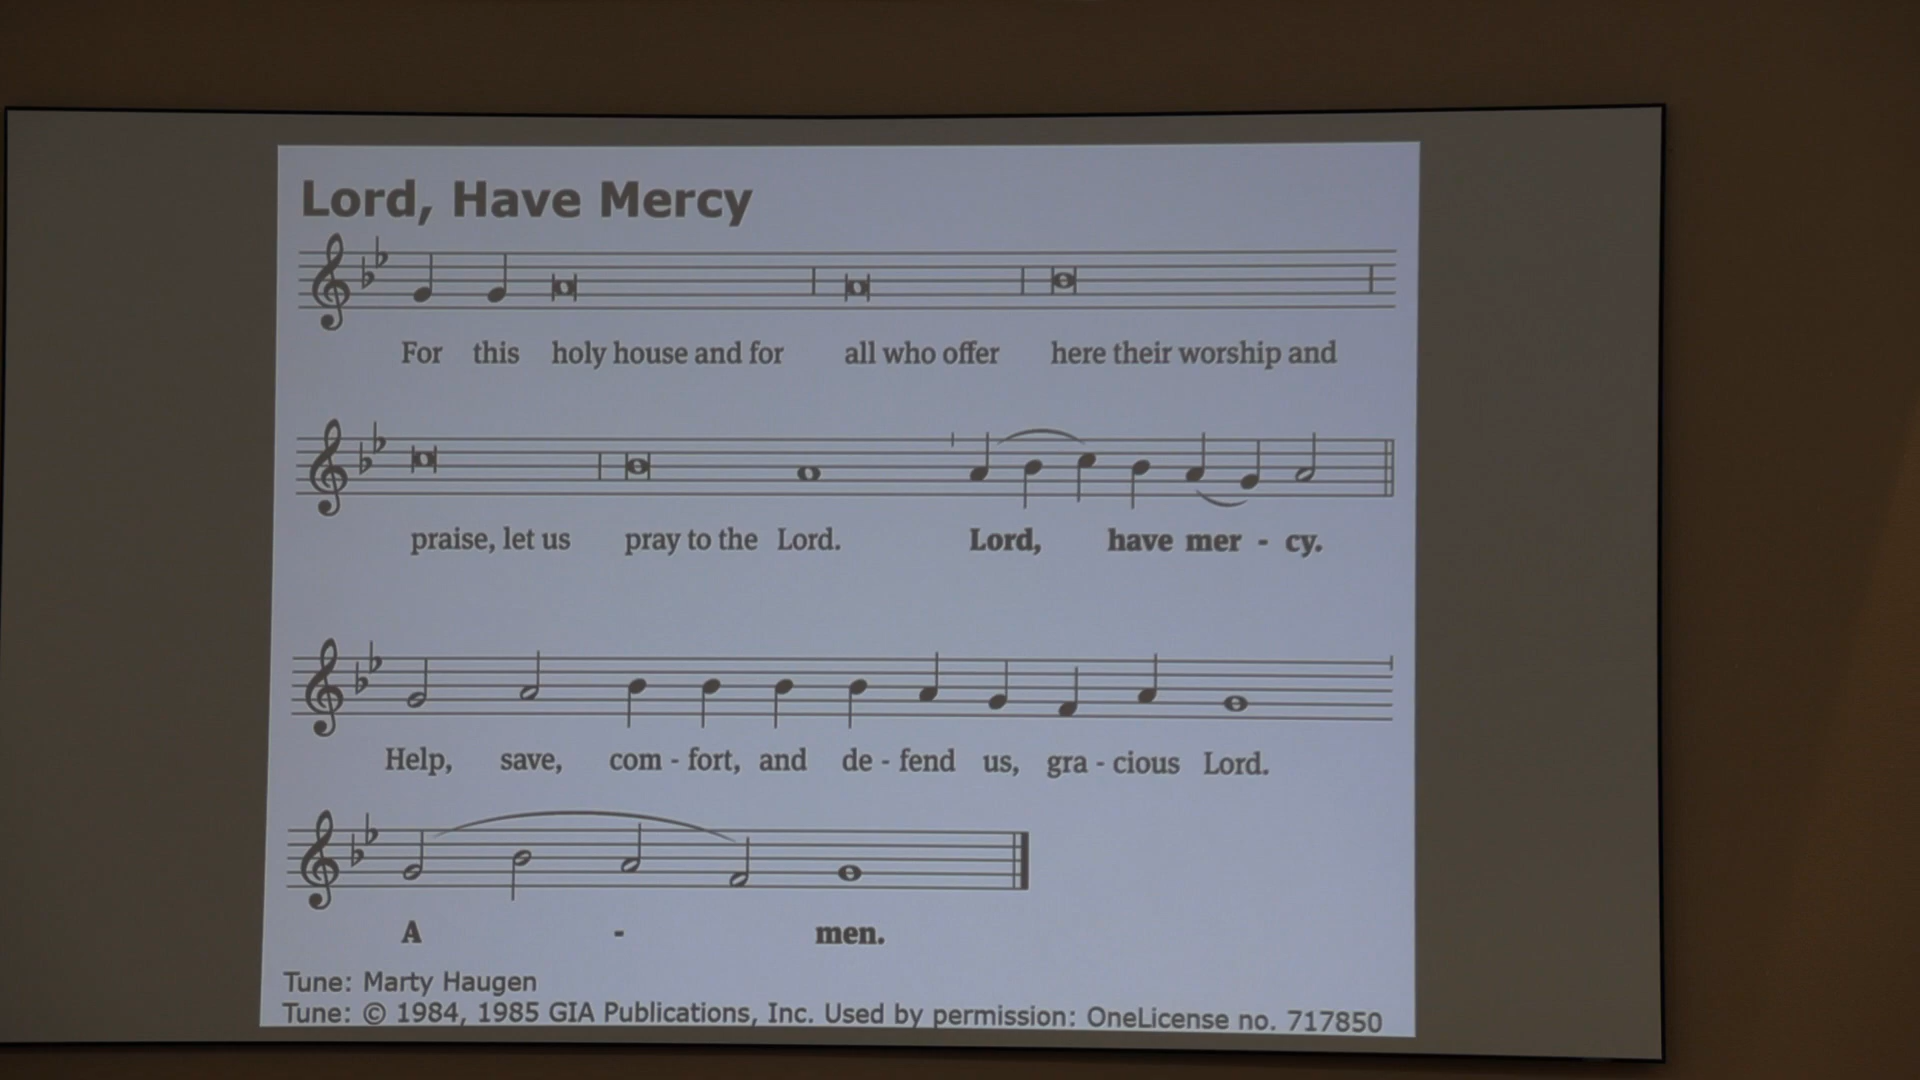 Lord, Have Mercy
For this holy house and for all who offer here their worship and
praise, let us pray to the Lord. Lord, have mer - cy.
Help, save, com - fort, and de - fend us, gra - cious Lord.
A - men.
Tune: Marty Haugen
Tune: © 1984, 1985 GIA Publications, Inc. Used by permission: OneLicense no. 717850